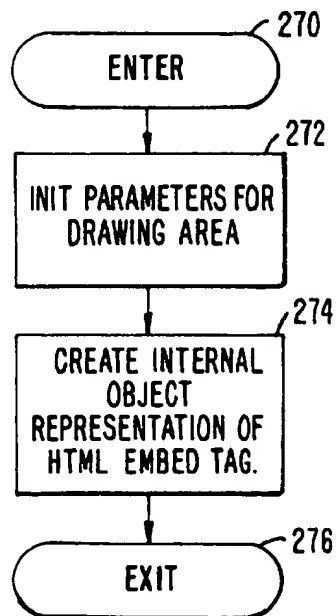 270
ENTER
272
INIT PARAMETERS FOR
DRAWING AREA
274
CREATE INTERNAL
OBJECT
REPRESENTATION OF
HTML EMBED TAG.
276
EXIT